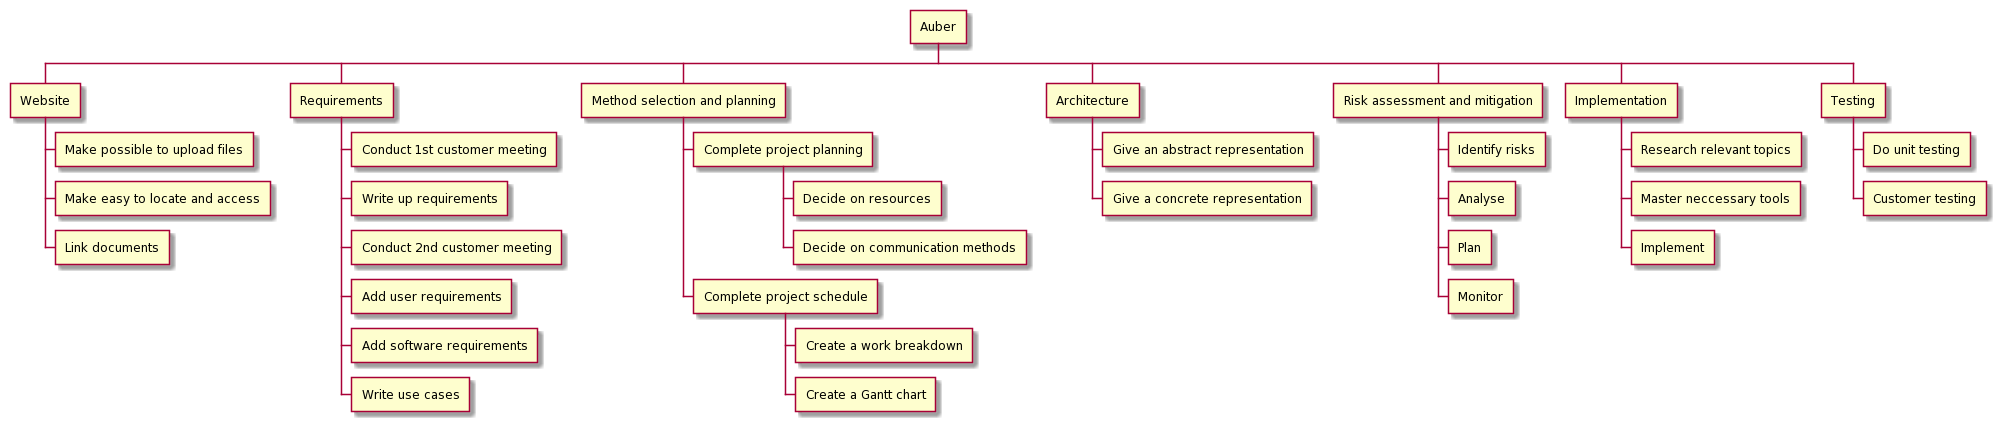 Auber
Website
Make possible to upload files
Make easy to locate and access
Link documents
Requirements
Conduct 1st customer meeting
Write up requirements
Conduct 2nd customer meeting
Add user requirements
Add software requirements
Write use cases
Method selection and planning
Complete project planning
Decide on resources
Decide on communication methods
Complete project schedule
Create a work breakdown
Create a Gantt chart
Architecture
Give an abstract representation
Give a concrete representation
Risk assessment and mitigation
Identify risks
Analyse
Plan
Monitor
Implementation
Research relevant topics
Master neccessary tools
Implement
Testing
Do unit testing
Customer testing